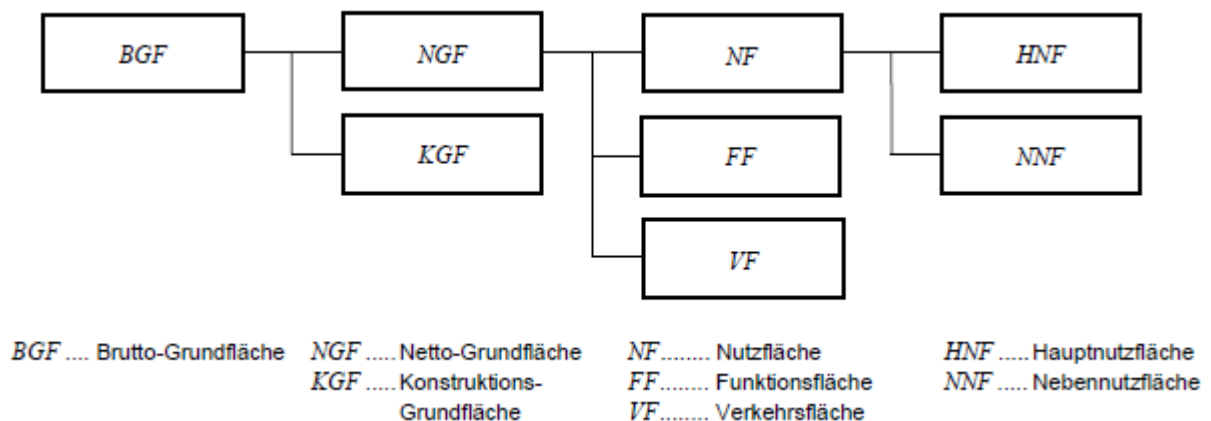 BGF
NGF
NF
HNF
KGF
FF
NNF
VF
BGF .... Brutto-Grundfläche
NGF ..... Netto-Grundfläche
KGF ..... Konstruktions-
Grundfläche
NF........ Nutzfläche
FF........ Funktionsfläche
VF........ Verkehrsfläche
HNF ..... Hauptnutzfläche
NNF ..... Nebennutzfläche